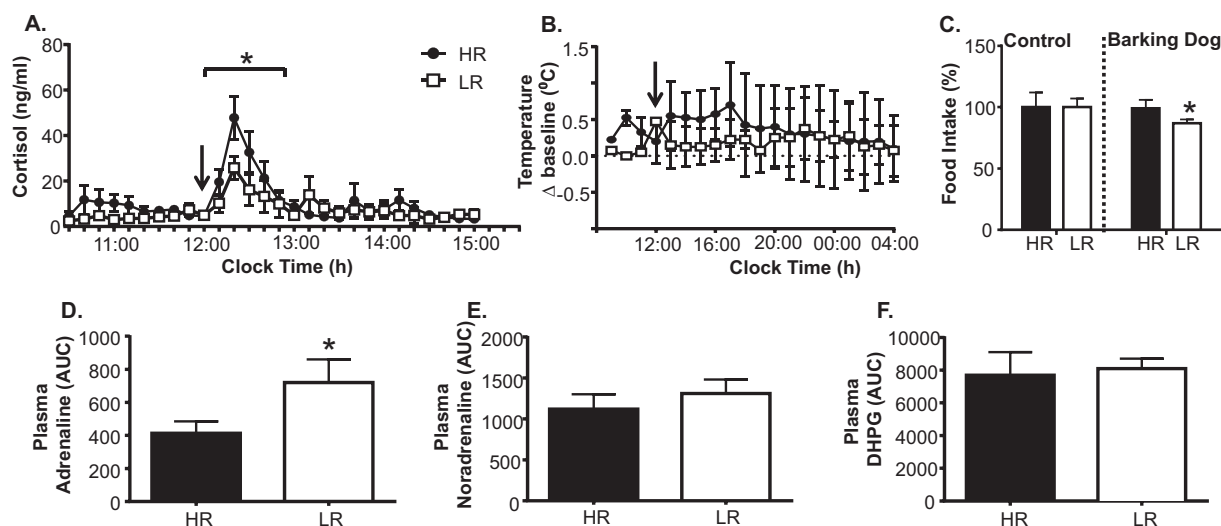 A.
Cortisol (ng/ml)
80
60
40
20
0
*
HR
LR
11:00 12:00 13:00 14:00 15:00
Clock Time (h)
B.
Temperature
Δ baseline (⁰C)
1.5
1.0
0.5
0.0
-0.5
12:00 16:00 20:00 00:00 04:00
Clock Time (h)
C.
Food Intake (%)
150
100
50
0
Control
Barking Dog
*
HR LR HR LR
D.
Plasma
Adrenaline (AUC)
1000
800
600
400
200
0
*
HR LR
E.
Plasma
Noradrenaline (AUC)
2000
1500
1000
500
0
HR LR
F.
Plasma
DHPG (AUC)
10000
8000
6000
4000
2000
0
HR LR